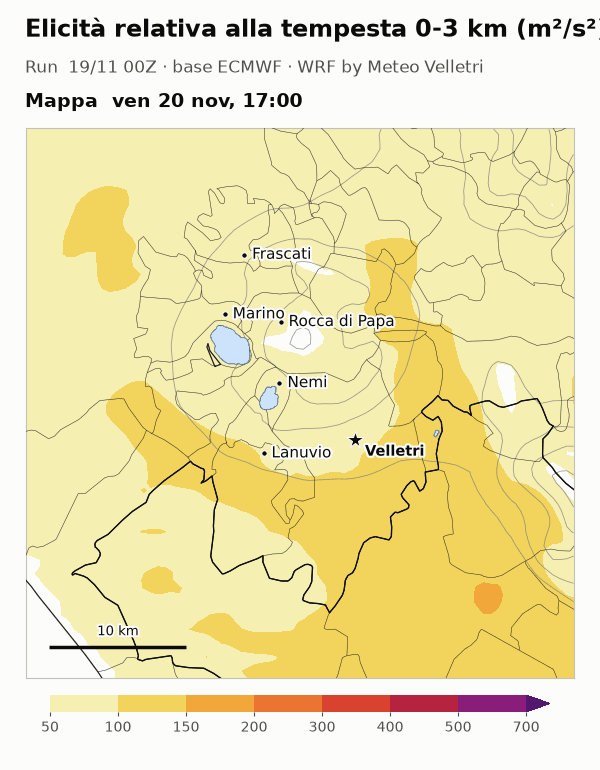 Elicità relativa alla tempesta 0-3 km (m²/s²)
Run 19/11 00Z · base ECMWF · WRF by Meteo Velletri
Mappa ven 20 nov, 17:00
Frascati
Marino
Rocca di Papa
Nemi
Velletri
Lanuvio
10 km
50 100 150 200 300 400 500 700